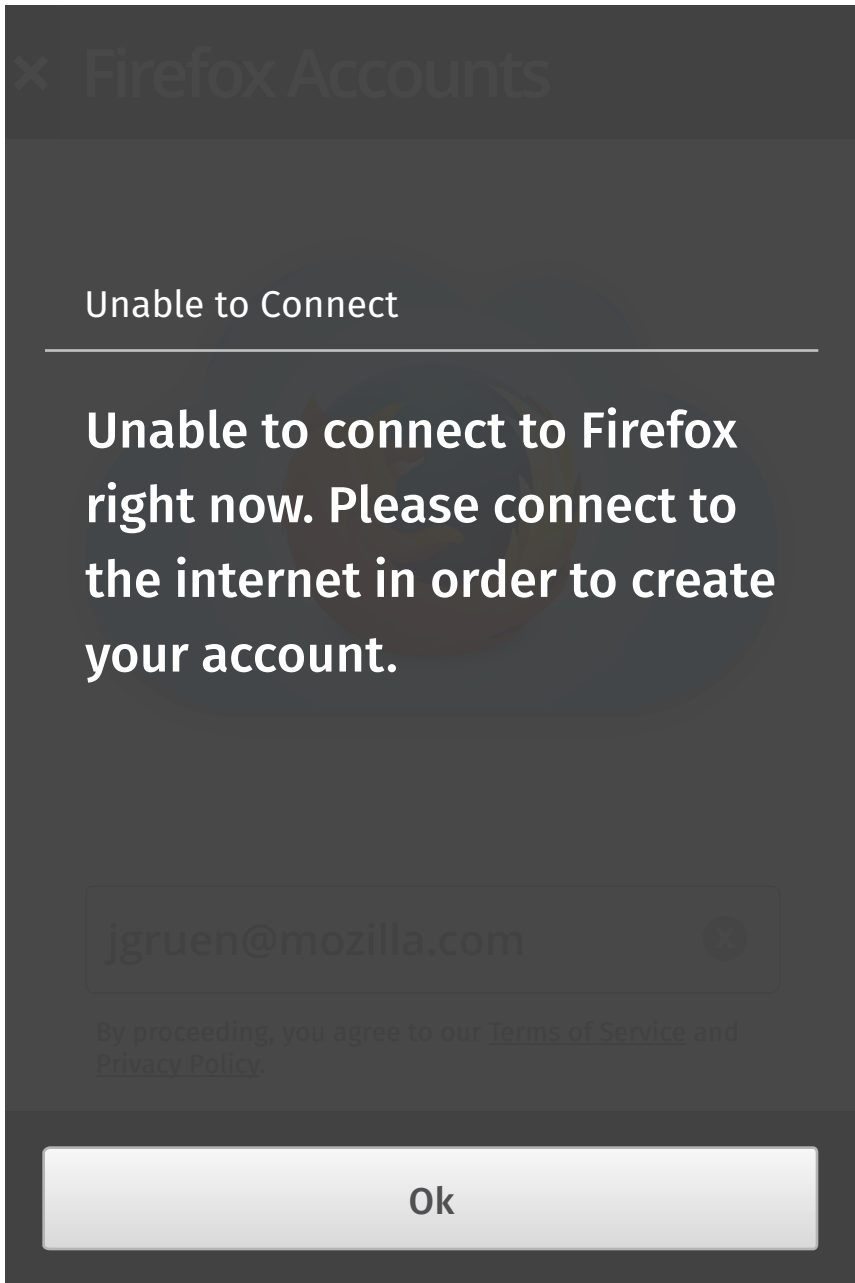 Firefox Accounts
Unable to Connect
Unable to connect to Firefox
right now. Please connect to
the internet in order to create
your account.
jgruen@mozilla.com
By proceeding, you agree to our Terms of Service and
Privacy Policy.
Ok